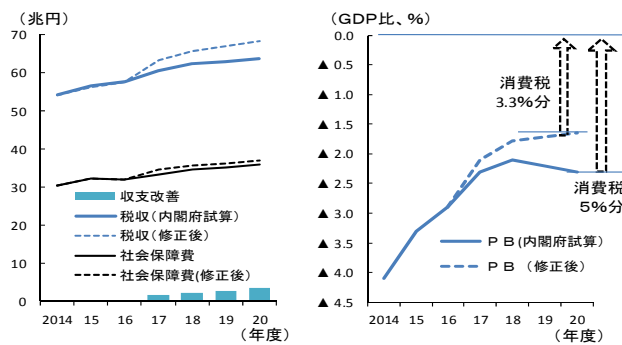 (兆円)
70
60
50
40
30
20
10
0
収支改善
税収(内閣府試算)
税収(修正後)
社会保障費
社会保障費(修正後)
2014 15 16 17 18 19 20
(年度)
(GDP比、%)
0.0
▲ 0.5
▲ 1.0
▲ 1.5
▲ 2.0
▲ 2.5
▲ 3.0
▲ 3.5
▲ 4.0
▲ 4.5
消費税
3.3%分
消費税
5%分
PB(内閣府試算)
PB (修正後)
2014 15 16 17 18 19 20
(年度)